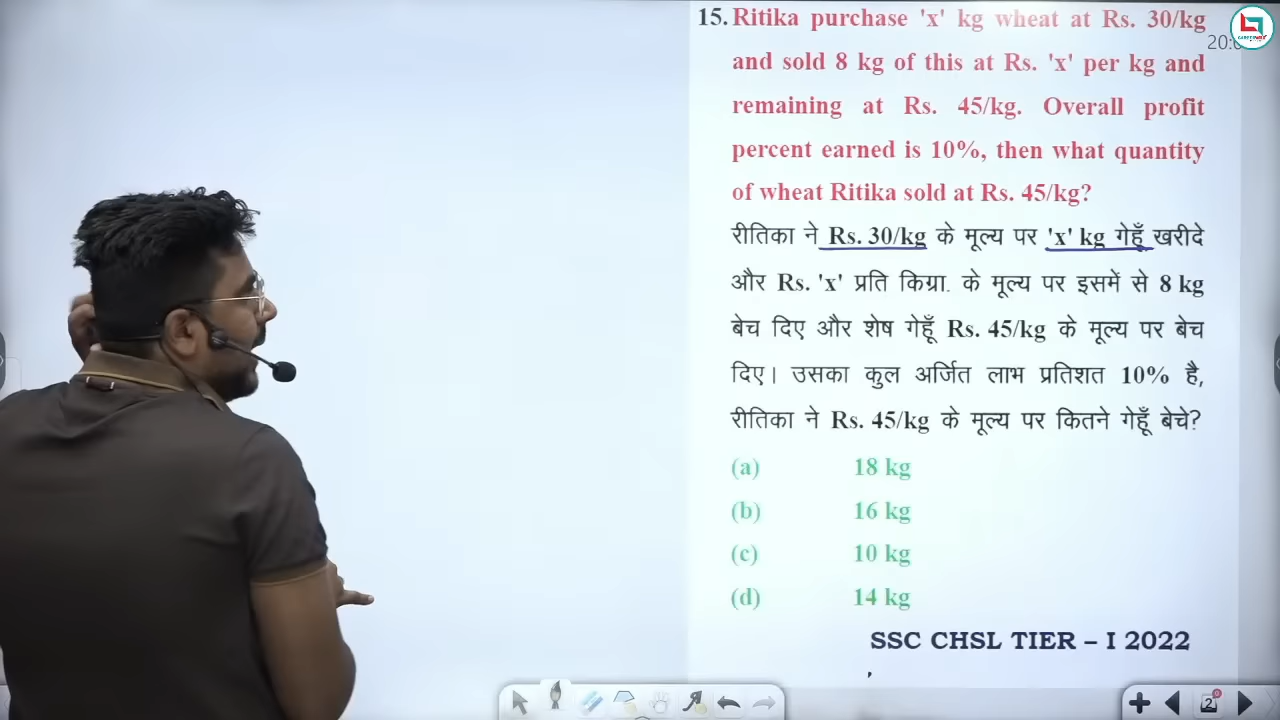 15. Ritika purchase 'x' kg wheat at Rs. 30/kg
and sold 8 kg of this at Rs. 'x' per kg and
remaining at Rs. 45/kg. Overall profit
percent earned is 10%, then what quantity
of wheat Ritika sold at Rs. 45/kg?
रीतिका ने Rs. 30/kg के मूल्य पर 'x' kg गेहूँ खरीदे
और Rs. 'x' प्रति किग्रा. के मूल्य पर इसमें से 8 kg
बेच दिए और शेष गेहूँ Rs. 45/kg के मूल्य पर बेच
दिए। उसका कुल अर्जित लाभ प्रतिशत 10% है,
रीतिका ने Rs. 45/kg के मूल्य पर कितने गेहूँ बेचे?
(a) 18 kg
(b) 16 kg
(c) 10 kg
(d) 14 kg
SSC CHSL TIER – I 2022
2